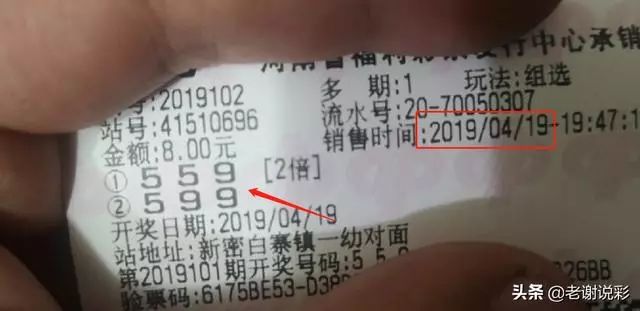 河南省福利彩票发行中心承销
多 期:1 玩法:组选
号:2019102 流水号:20-70050307
站号:41510696 销售时间:2019/04/19-19:47:1
金额:8.00元
① 5 5 9 [2倍]
② 5 9 9
开奖日期:2019/04/19
站地址:新密白寨镇一幼对面
第2019101期开奖号码:5 5
验票码:6175BE53-D3 26BB
头条 @老谢说彩